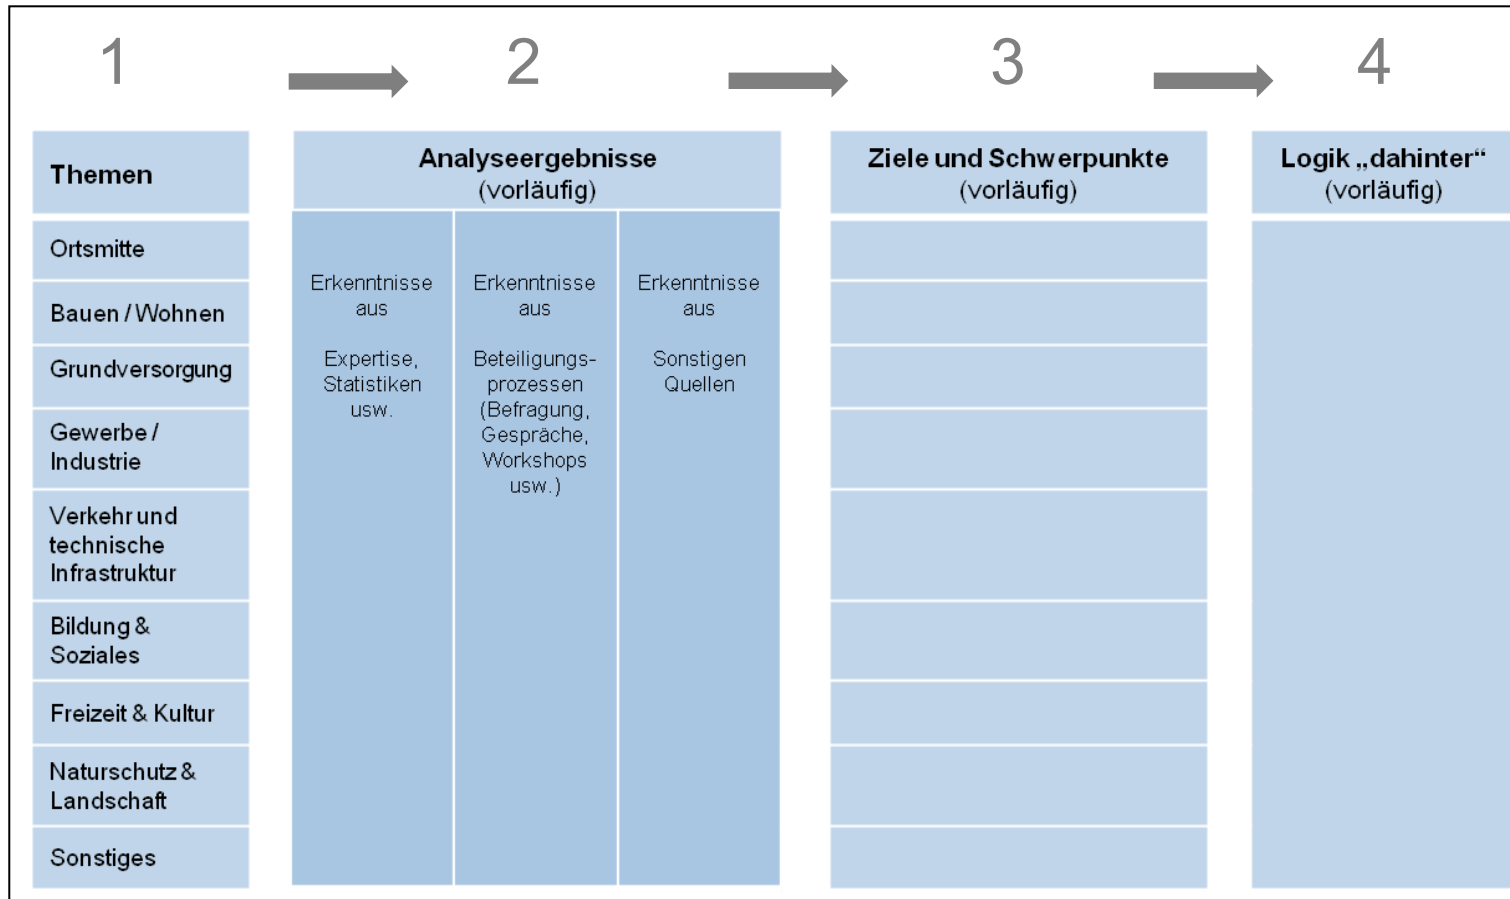 1
2
3
4
Themen
Ortsmitte
Bauen / Wohnen
Grundversorgung
Gewerbe /
Industrie
Verkehr und
technische
Infrastruktur
Bildung &
Soziales
Freizeit & Kultur
Naturschutz &
Landschaft
Sonstiges
Analyseergebnisse
(vorläufig)
Erkenntnisse
aus
Expertise,
Statistiken
usw.
Erkenntnisse
aus
Beteiligungs-
prozessen
(Befragung,
Gespräche,
Workshops
usw.)
Erkenntnisse
aus
Sonstigen
Quellen
Ziele und Schwerpunkte
(vorläufig)
Logik „dahinter“
(vorläufig)